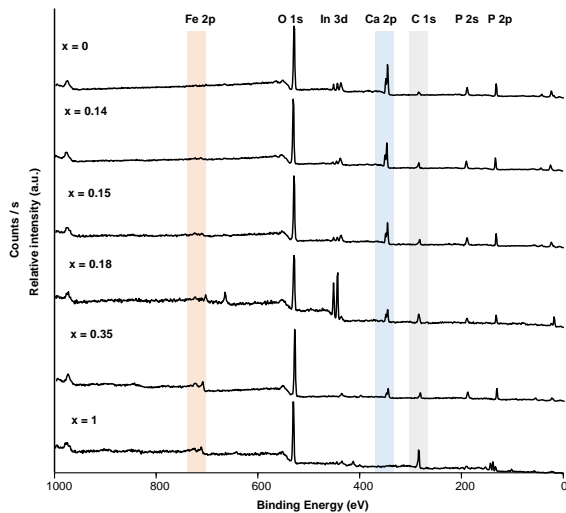 Fe 2p O 1s In 3d Ca 2p C 1s P 2s P 2p
x = 0
x = 0.14
x = 0.15
x = 0.18
x = 0.35
x = 1
Counts / s
Relative intensity (a.u.)
1000 800 600 400 200 0
Binding Energy (eV)